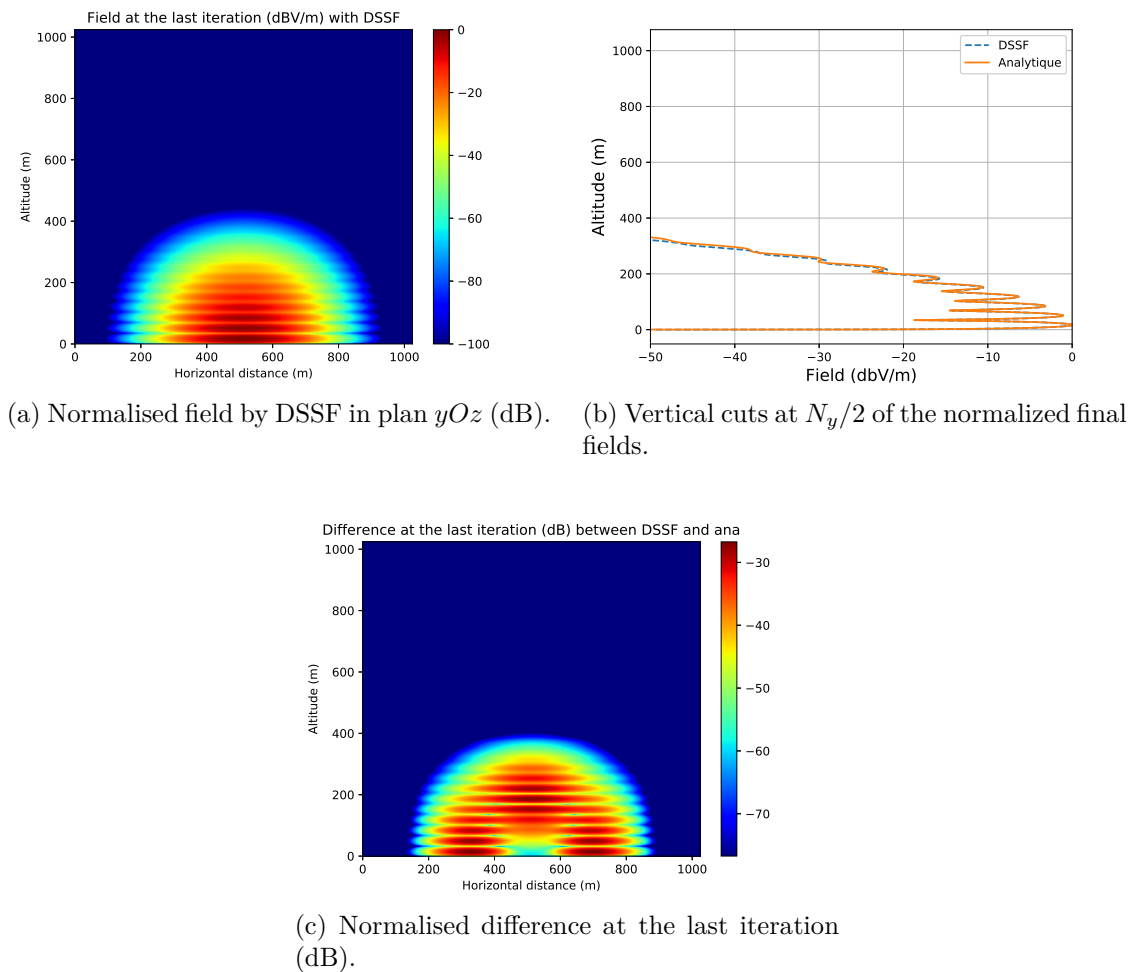 Field at the last iteration (dBV/m) with DSSF
1000
800
600
400
200
0
Altitude (m)
0 200 400 600 800 1000
Horizontal distance (m)
0
−20
−40
−60
−80
−100
DSSF
Analytique
1000
800
600
400
200
0
Altitude (m)
−50 −40 −30 −20 −10 0
Field (dbV/m)
(a) Normalised field by DSSF in plan yOz (dB).
(b) Vertical cuts at N_y/2 of the normalized final
fields.
Difference at the last iteration (dB) between DSSF and ana
1000
800
600
400
200
0
Altitude (m)
0 200 400 600 800 1000
Horizontal distance (m)
−30
−40
−50
−60
−70
(c) Normalised difference at the last iteration
(dB).